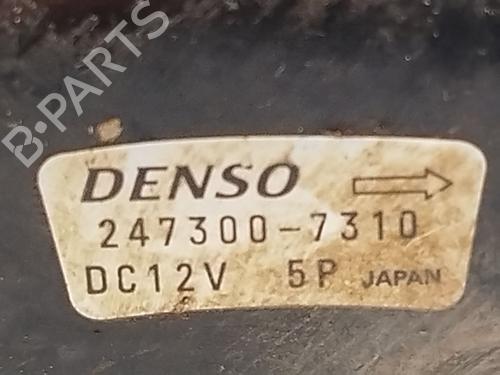 B-PARTS
DENSO
247300-7310
DC12V 5P JAPAN